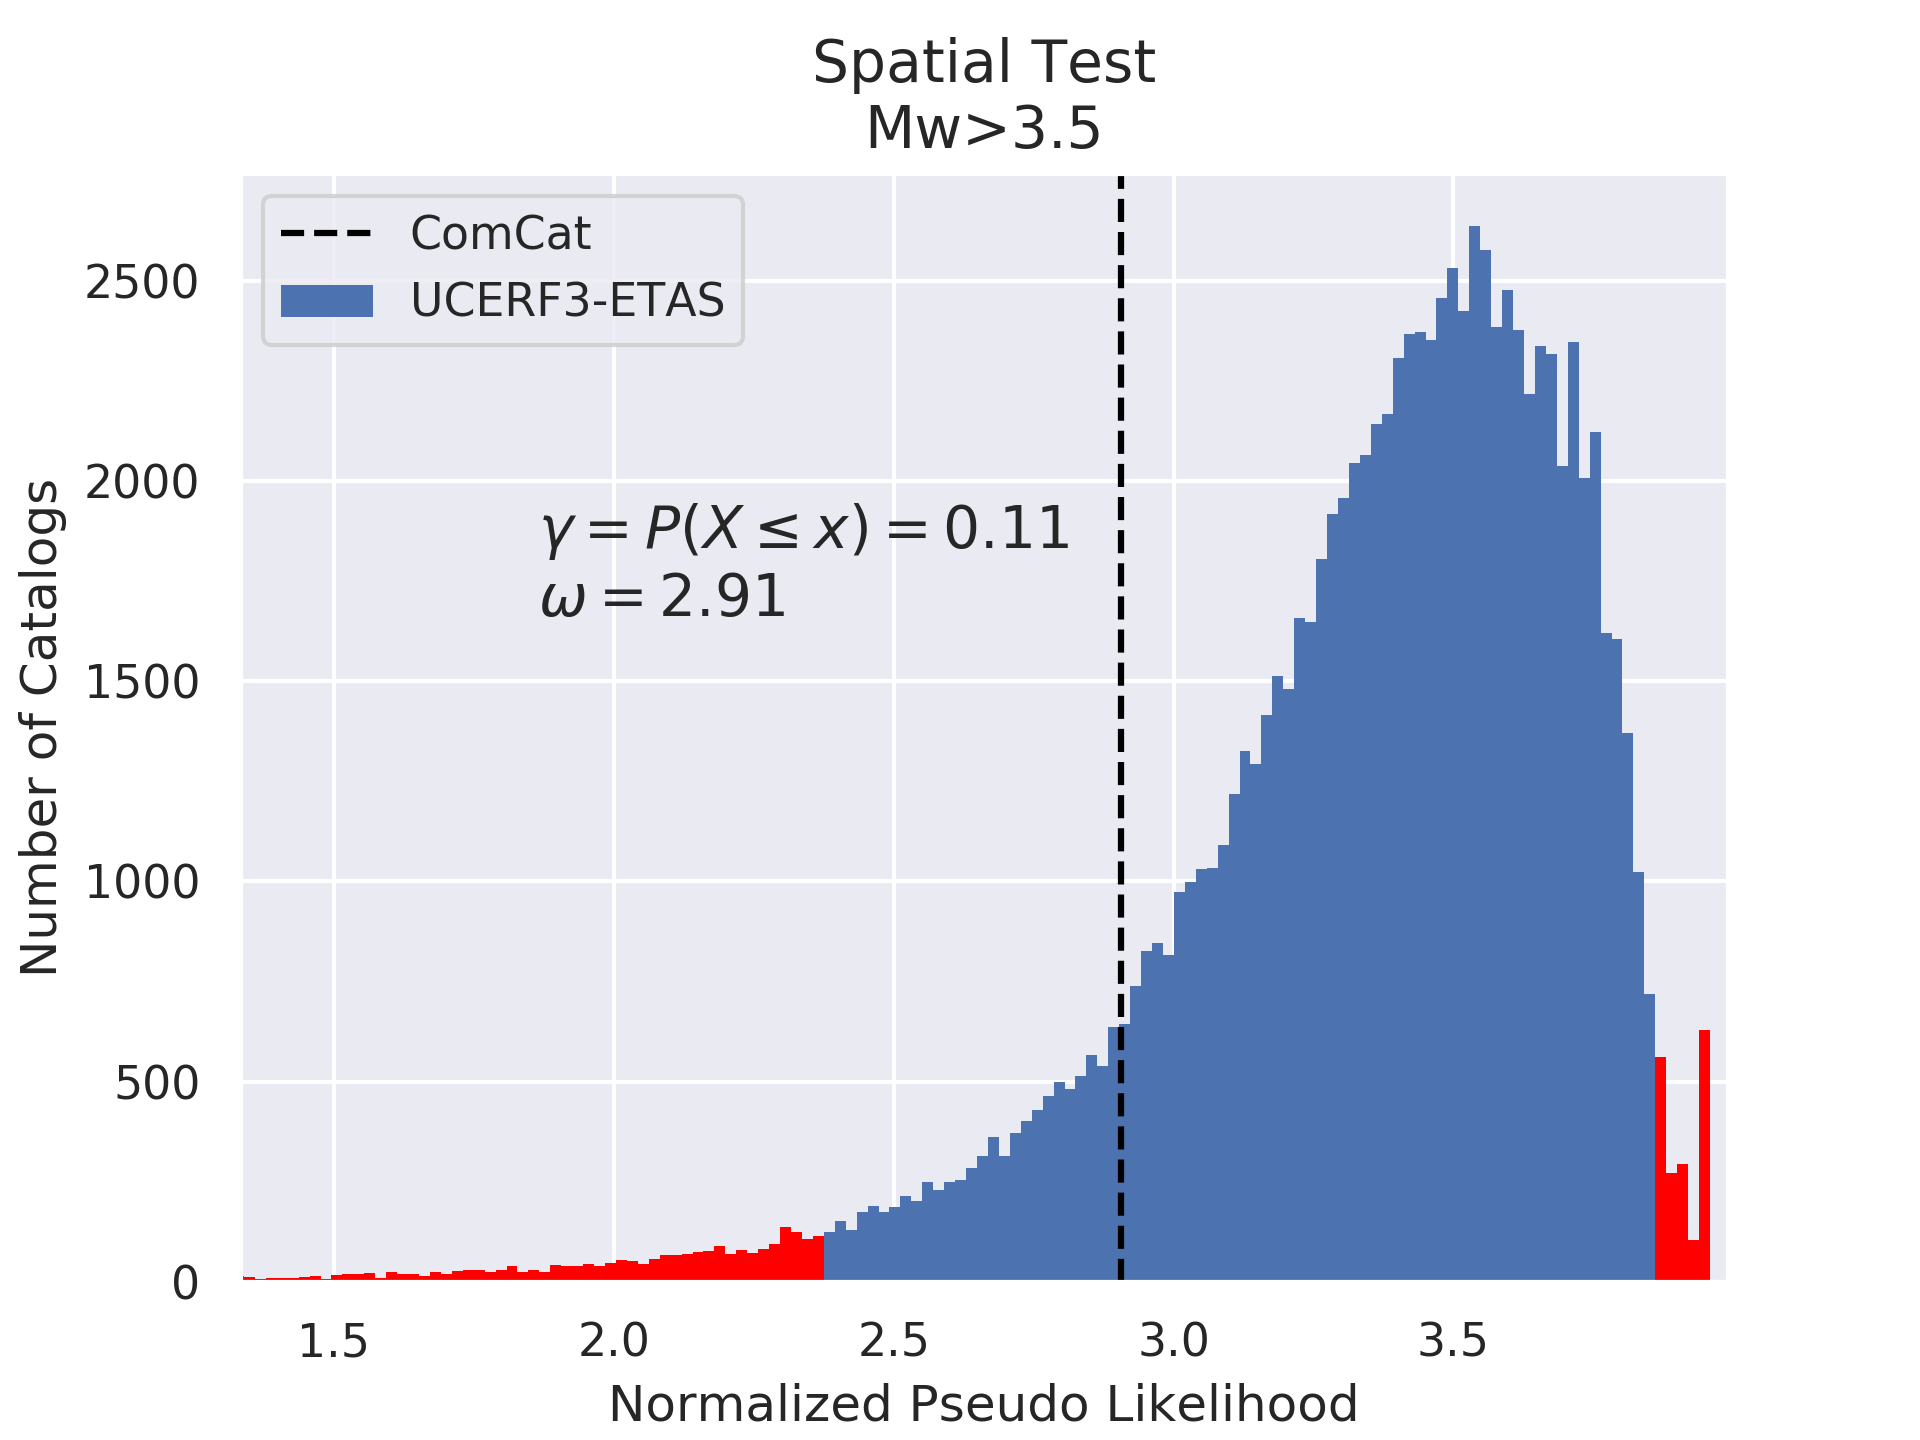 Spatial Test
Mw>3.5
ComCat
UCERF3-ETAS
2500
2000
1500
1000
500
0
Number of Catalogs
γ = P(X ≤ x) = 0.11
ω = 2.91
1.5 2.0 2.5 3.0 3.5
Normalized Pseudo Likelihood